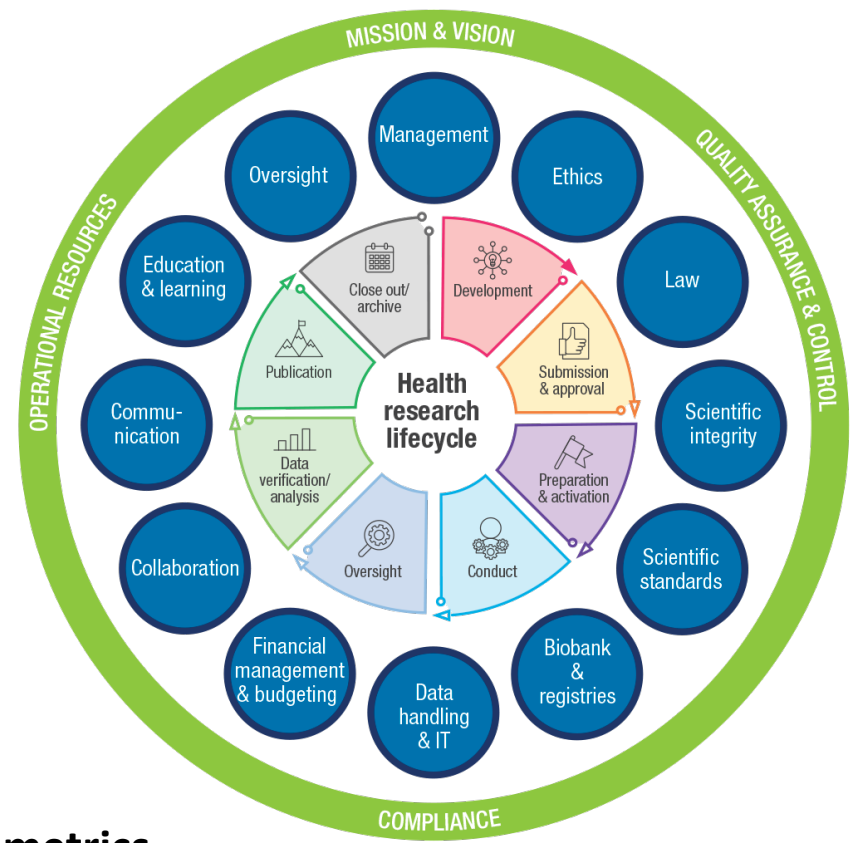 MISSION & VISION
QUALITY ASSURANCE & CONTROL
OPERATIONAL RESOURCES
COMPLIANCE
Management
Ethics
Law
Scientific
integrity
Scientific
standards
Biobank
&
registries
Data
handling
& IT
Financial
management
& budgeting
Collaboration
Commu-
nication
Education
& learning
Oversight
Health
research
lifecycle
Development
Submission
& approval
Preparation
& activation
Conduct
Oversight
Data
verification/
analysis
Publication
Close out/
archive
metrics